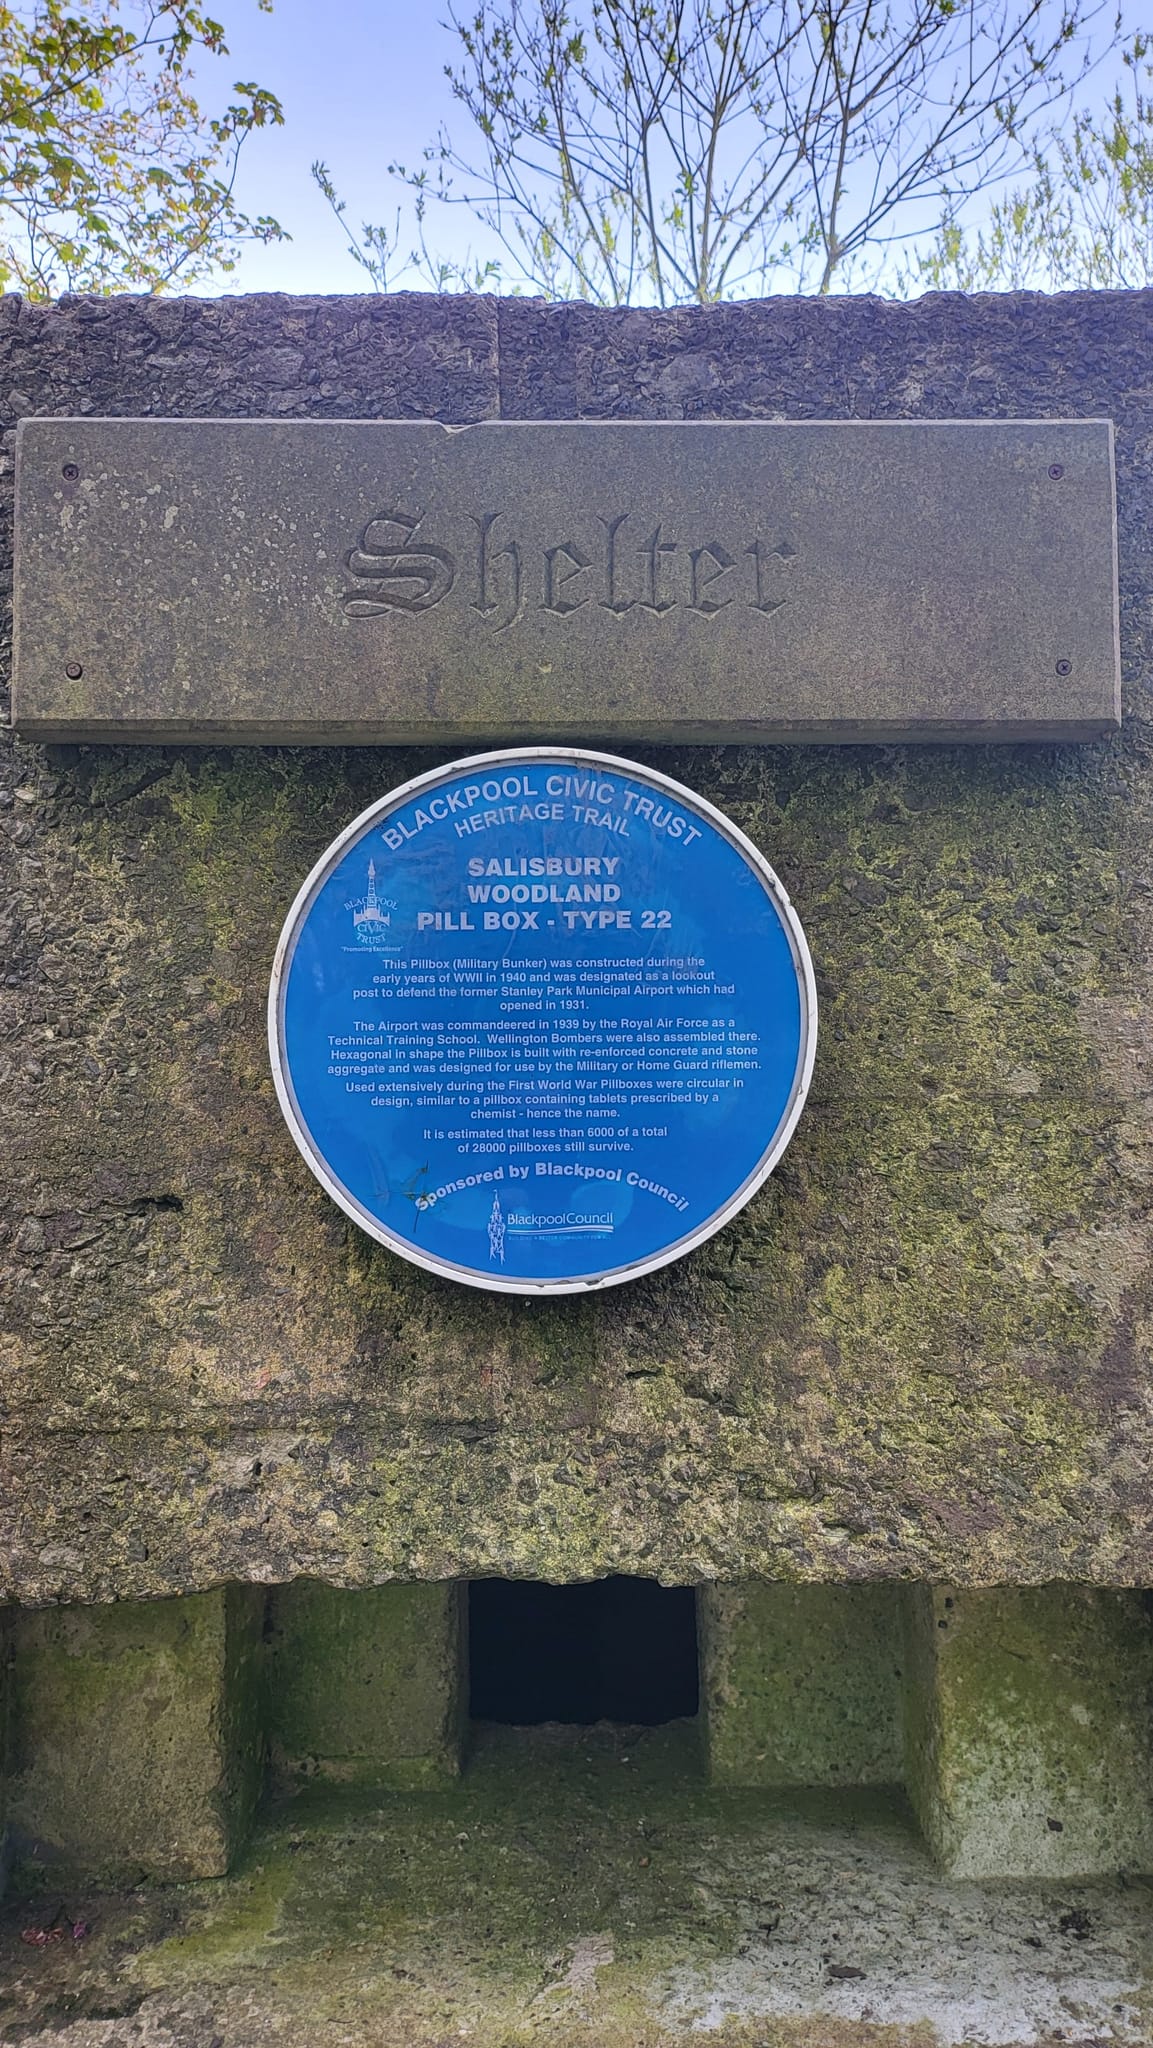 Shelter
BLACKPOOL CIVIC TRUST
HERITAGE TRAIL
SALISBURY
WOODLAND
PILL BOX - TYPE 22
BLACKPOOL
CIVIC
TRUST
"Promoting Excellence"
This Pillbox (Military Bunker) was constructed during the
early years of WWII in 1940 and was designated as a lookout
post to defend the former Stanley Park Municipal Airport which had
opened in 1931.
The Airport was commandeered in 1939 by the Royal Air Force as a
Technical Training School. Wellington Bombers were also assembled there.
Hexagonal in shape the Pillbox is built with re-enforced concrete and stone
aggregate and was designed for use by the Military or Home Guard riflemen.
Used extensively during the First World War Pillboxes were circular in
design, similar to a pillbox containing tablets prescribed by a
chemist - hence the name.
It is estimated that less than 6000 of a total
of 28000 pillboxes still survive.
Sponsored by Blackpool Council
BlackpoolCouncil
BUILDING A BETTER COMMUNITY FOR ALL